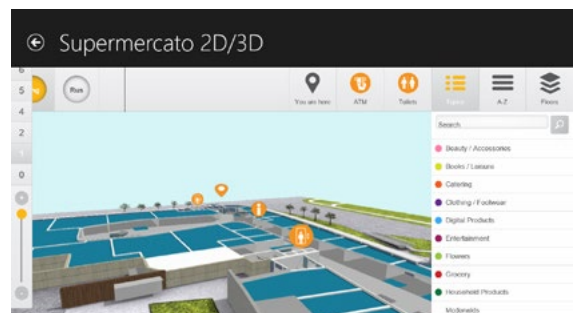 Supermercato 2D/3D
6
5
4
2
1
0
Run
You are here
ATM
Toilets
Topics
A-Z
Floors
Search
Beauty / Accessories
Books / Leisure
Catering
Clothing / Footwear
Digital Products
Entertainment
Flowers
Grocery
Household Products
Mcdonalds